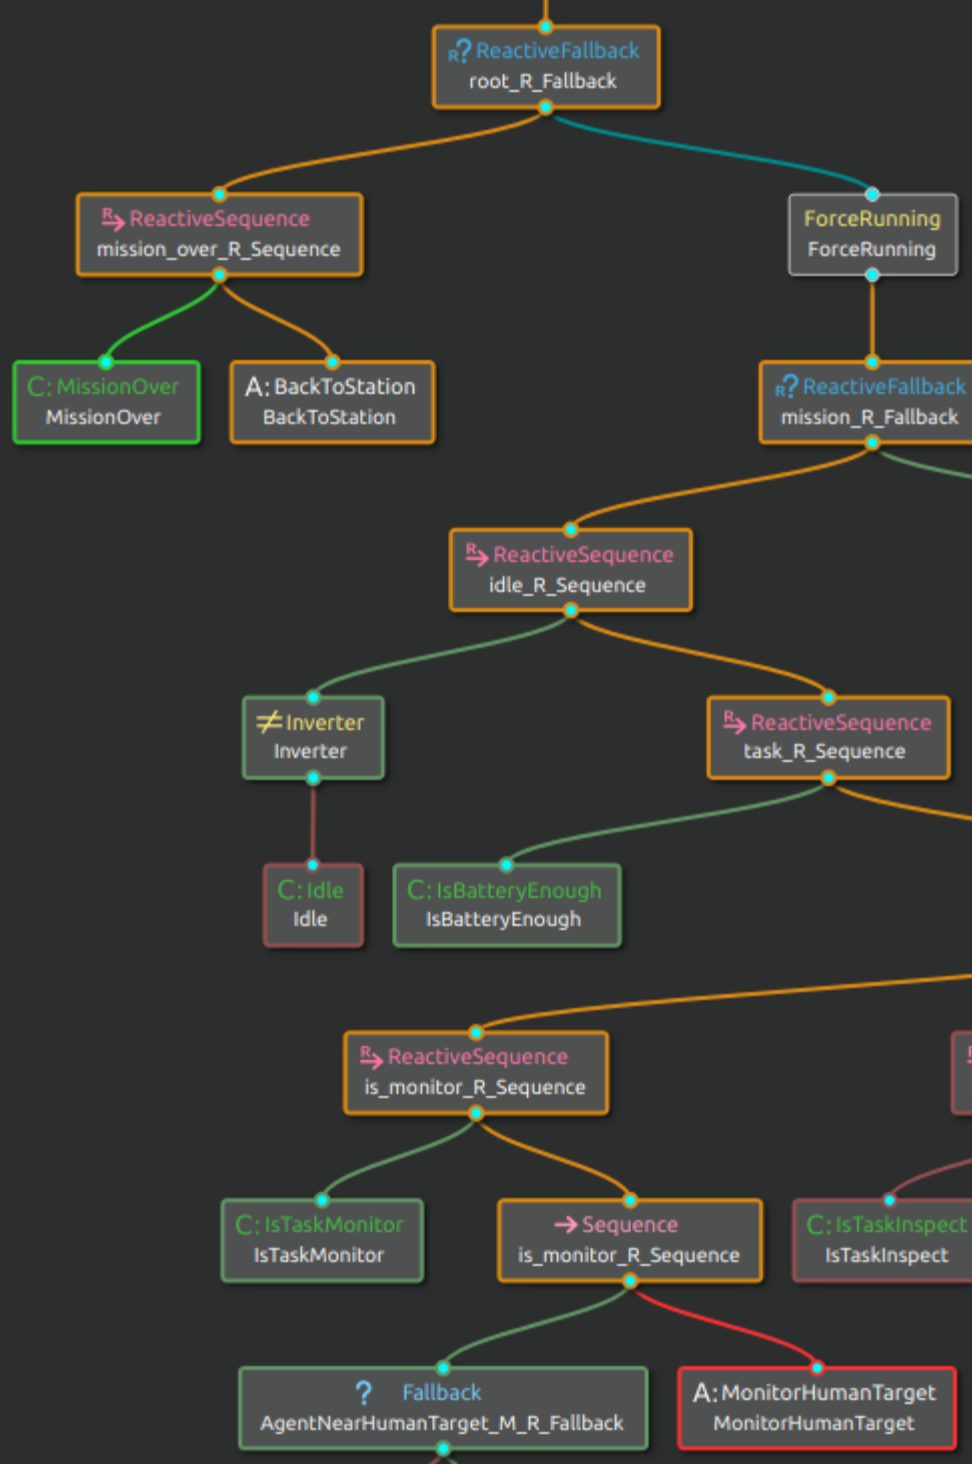 R? ReactiveFallback
root_R_Fallback
R ReactiveSequence
mission_over_R_Sequence
ForceRunning
ForceRunning
C: MissionOver
MissionOver
A: BackToStation
BackToStation
R? ReactiveFallback
mission_R_Fallback
R ReactiveSequence
idle_R_Sequence
≠ Inverter
Inverter
R ReactiveSequence
task_R_Sequence
C: Idle
Idle
C: IsBatteryEnough
IsBatteryEnough
R ReactiveSequence
is_monitor_R_Sequence
C: IsTaskMonitor
IsTaskMonitor
→ Sequence
is_monitor_R_Sequence
C: IsTaskInspect
IsTaskInspect
? Fallback
AgentNearHumanTarget_M_R_Fallback
A: MonitorHumanTarget
MonitorHumanTarget